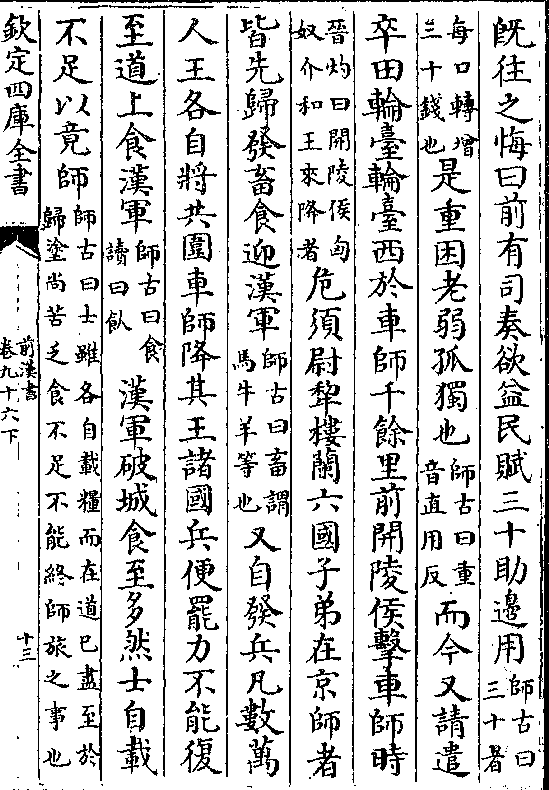 既往之悔曰前有司奏欲益民賦三十助邊用師古曰三十者
每口轉增三十錢也是重困老弱孤獨也師古曰重音直用反而今又請遣
卒田輪臺輪臺西於車師千餘里前開陵侯擊車師時
晉灼曰開陵侯匈奴介和王來降者危須尉犂樓蘭六國子弟在京師者
皆先歸發畜食迎漢軍師古曰畜謂馬牛羊等也又自發兵凡數萬
人王各自將共圍車師降其王諸國兵便罷力不能復
至道上食漢軍師古曰食讀曰飤漢軍破城食至多然士自載
不足以竟師師古曰士雖各自載糧而在道已盡至於歸塗尚苦乏食不足不能終師旅之事也
欽定四庫全書
前漢書
卷九十六下
十三